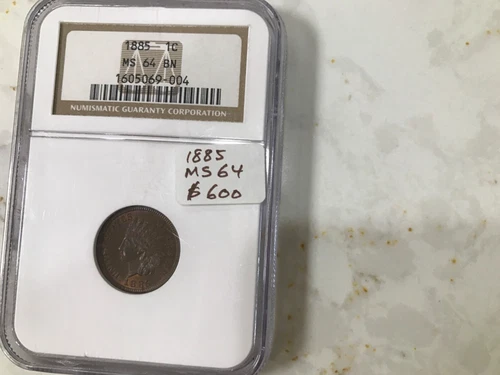 1885 1C
MS 64 BN
1605069-004
NUMISMATIC GUARANTY CORPORATION
1885
MS64
$600